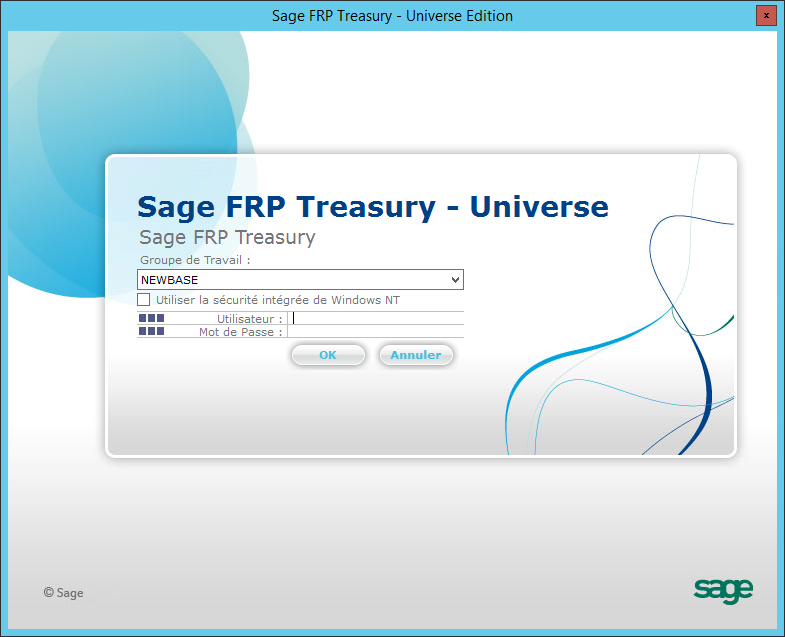 Sage FRP Treasury - Universe Edition
x
Sage FRP Treasury - Universe
Sage FRP Treasury
Groupe de Travail :
NEWBASE
Utiliser la sécurité intégrée de Windows NT
Utilisateur :
Mot de Passe :
OK Annuler
© Sage
sage